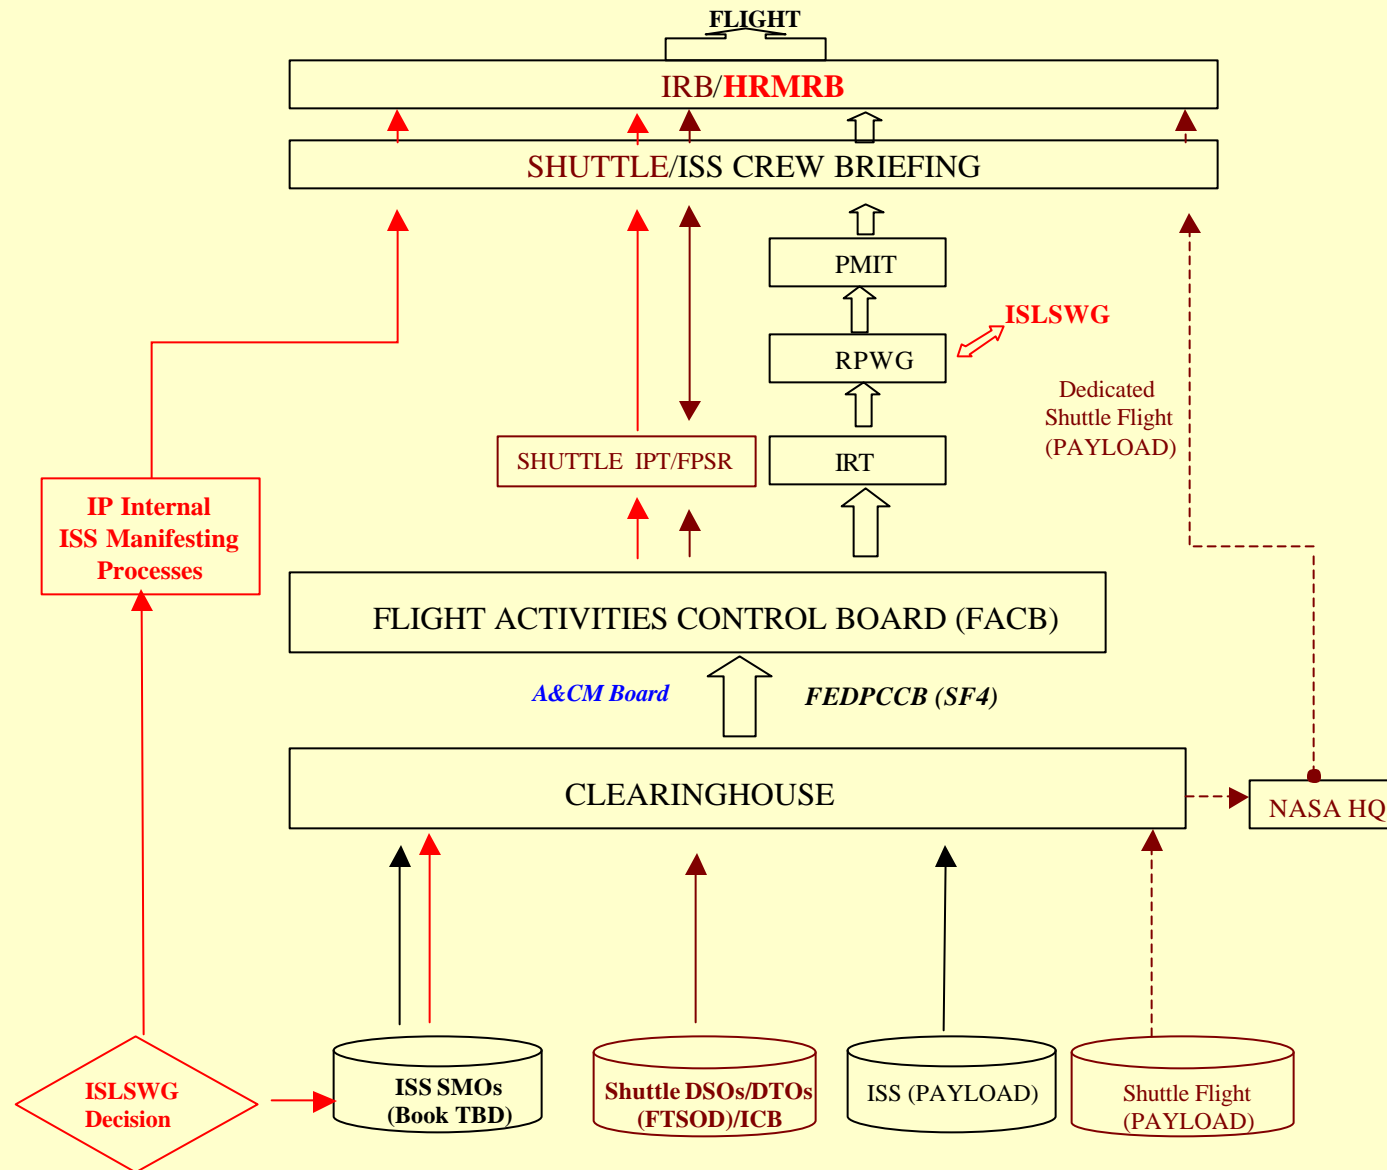 FLIGHT
IRB/HRMRB
SHUTTLE/ISS CREW BRIEFING
PMIT
ISLSWG
RPWG
Dedicated
Shuttle Flight
(PAYLOAD)
SHUTTLE IPT/FPSR
IRT
IP Internal
ISS Manifesting
Processes
FLIGHT ACTIVITIES CONTROL BOARD (FACB)
A&CM Board
FEDPCCB (SF4)
CLEARINGHOUSE
NASA HQ
ISLSWG
Decision
ISS SMOs
(Book TBD)
Shuttle DSOs/DTOs
(FTSOD)/ICB
ISS (PAYLOAD)
Shuttle Flight
(PAYLOAD)